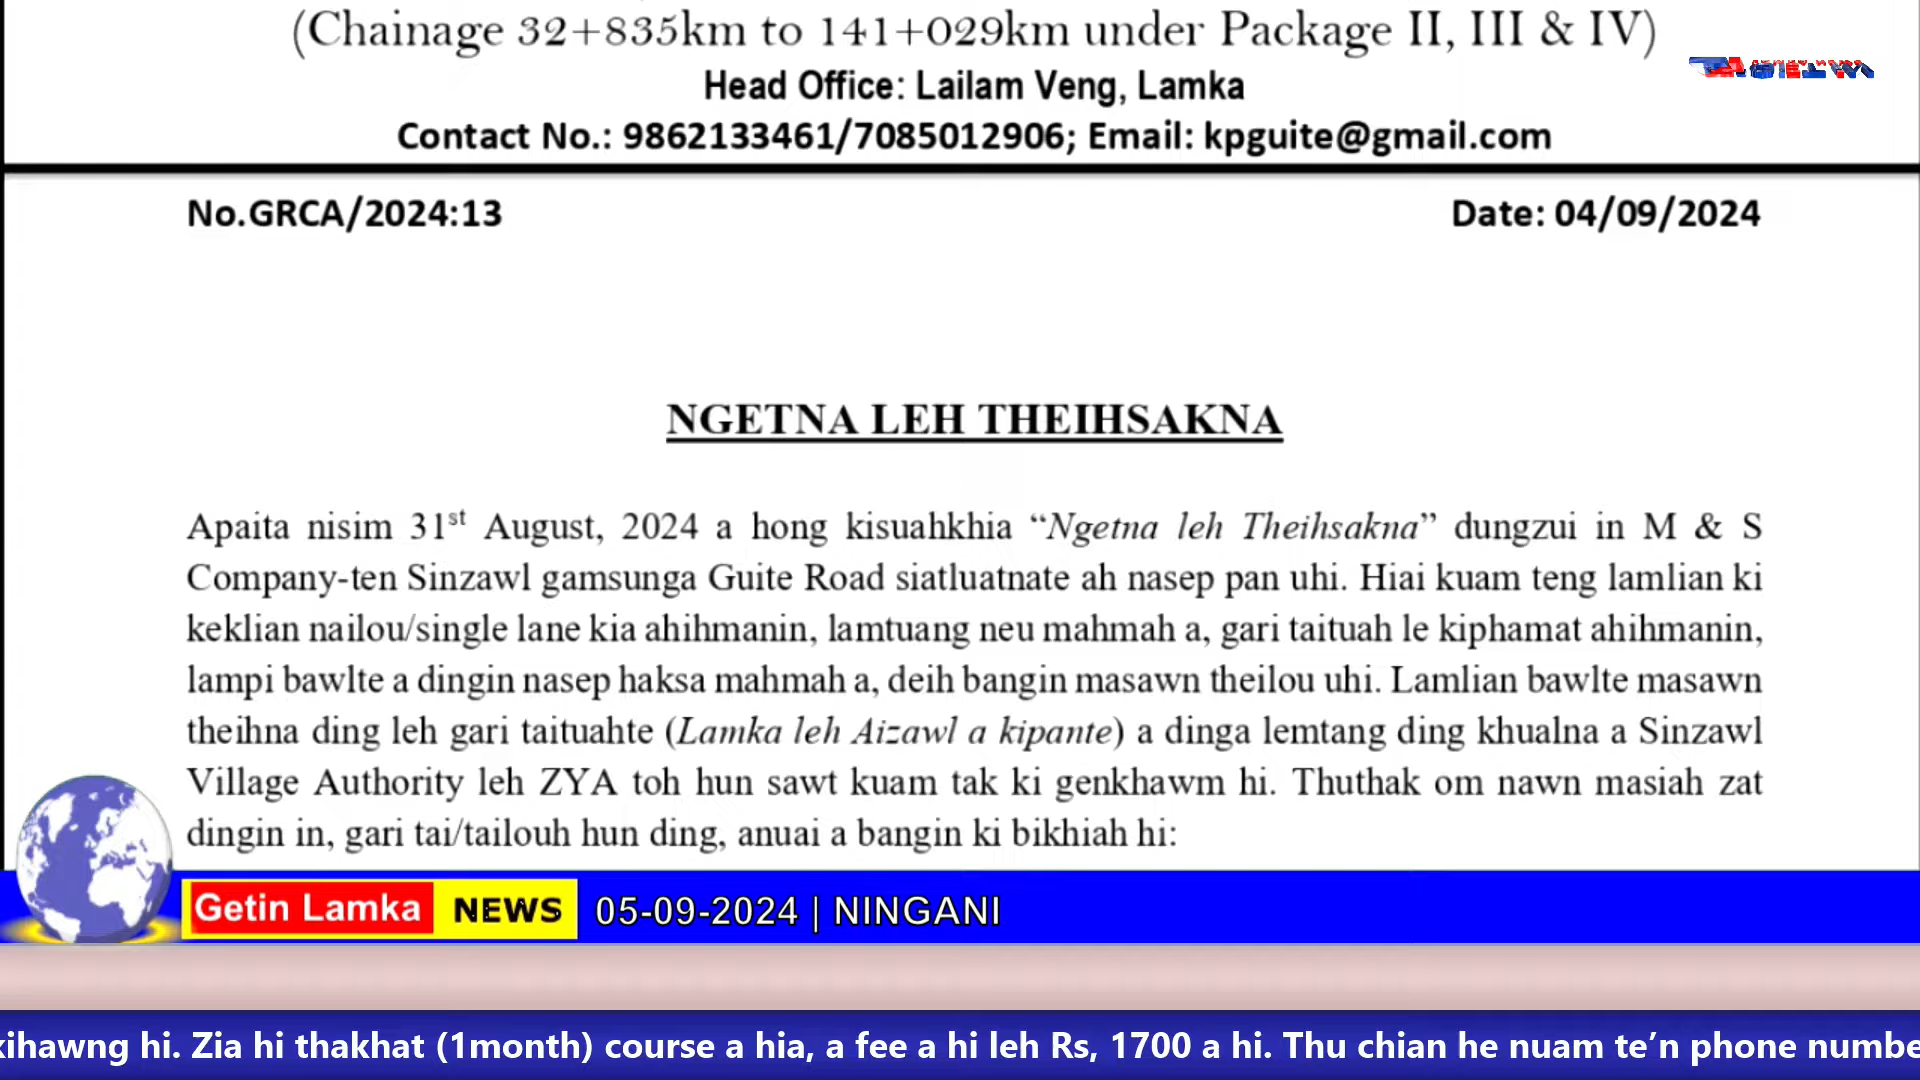 (Chainage 32+835km to 141+029km under Package II, III & IV)
Head Office: Lailam Veng, Lamka
Contact No.: 9862133461/7085012906; Email: kpguite@gmail.com
No.GRCA/2024:13
Date: 04/09/2024
NGETNA LEH THEIHSAKNA
Apaita nisim 31st August, 2024 a hong kisuahkhia “Ngetna leh Theihsakna” dungzui in M & S
Company-ten Sinzawl gamsunga Guite Road siatluatnate ah nasep pan uhi. Hiai kuam teng lamlian ki
keklian nailou/single lane kia ahihmanin, lamtuang neu mahmah a, gari taituah le kiphamat ahihmanin,
lampi bawlte a dingin nasep haksa mahmah a, deih bangin masawn theilou uhi. Lamlian bawlte masawn
theihna ding leh gari taituahte (Lamka leh Aizawl a kipante) a dinga lemtang ding khualna a Sinzawl
Village Authority leh ZYA toh hun sawt kuam tak ki genkhawm hi. Thuthak om nawn masiah zat
dingin in, gari tai/tailouh hun ding, anuai a bangin ki bikhiah hi:
Getin Lamka NEWS 05-09-2024 | NINGANI
kihawng hi. Zia hi thakhat (1month) course a hia, a fee a hi leh Rs, 1700 a hi. Thu chian he nuam te’n phone numbe